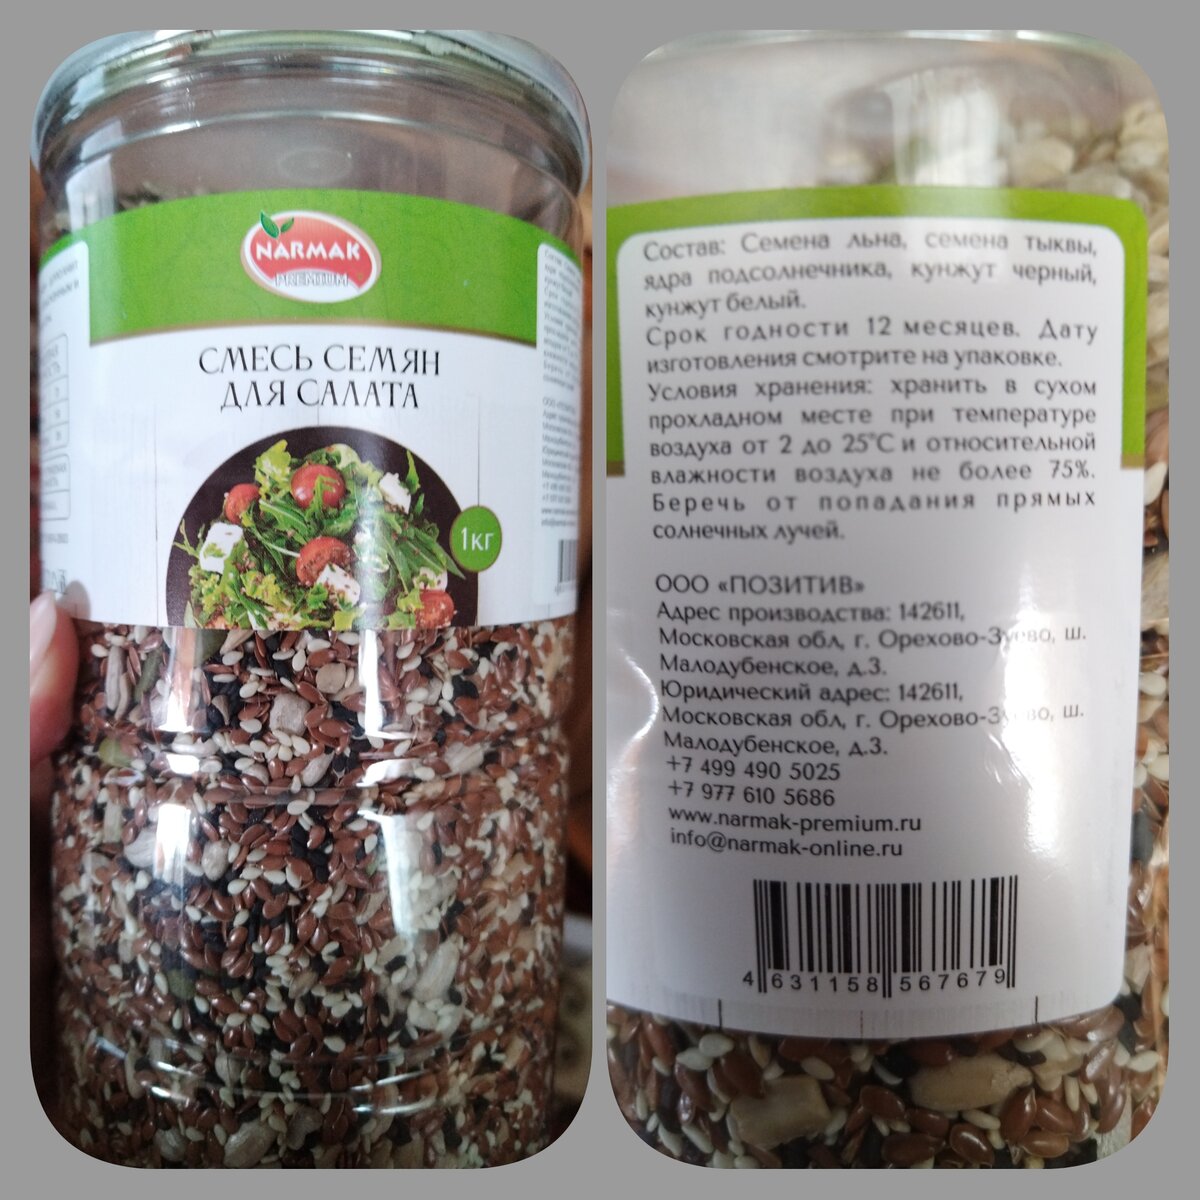 NARMAK
PREMIUM
СМЕСЬ СЕМЯН
ДЛЯ САЛАТА
1кг
Состав: Семена льна, семена тыквы,
ядра подсолнечника, кунжут черный,
кунжут белый.
Срок годности 12 месяцев. Дату
изготовления смотрите на упаковке.
Условия хранения: хранить в сухом
прохладном месте при температуре
воздуха от 2 до 25°С и относительной
влажности воздуха не более 75%.
Беречь от попадания прямых
солнечных лучей.
ООО «ПОЗИТИВ»
Адрес производства: 142611,
Московская обл, г. Орехово-Зуево, ш.
Малодубенское, д.3.
Юридический адрес: 142611,
Московская обл, г. Орехово-Зуево, ш.
Малодубенское, д.3.
+7 499 490 5025
+7 977 610 5686
www.narmak-premium.ru
info@narmak-online.ru
4 631158 567679